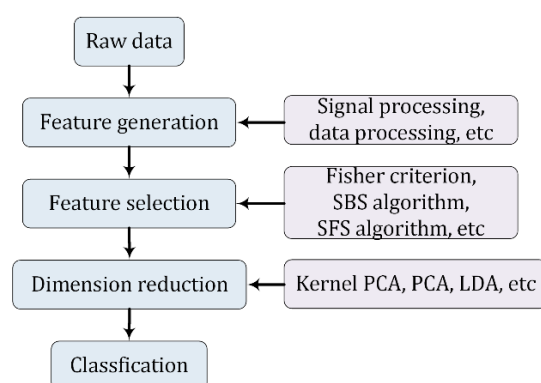 Raw data
Feature generation
Signal processing,
data processing, etc
Feature selection
Fisher criterion,
SBS algorithm,
SFS algorithm, etc
Dimension reduction
Kernel PCA, PCA, LDA, etc
Classfication